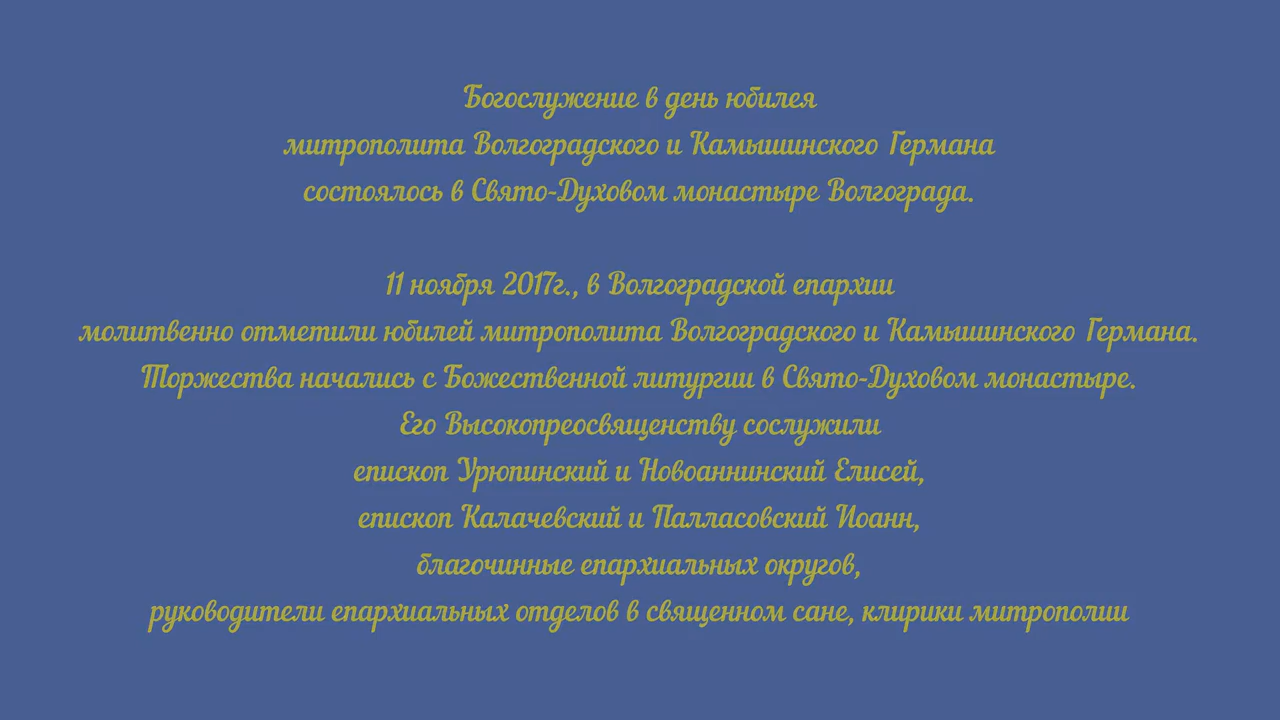 Богослужение в день юбилея
митрополита Волгоградского и Камышинского Германа
состоялось в Свято-Духовом монастыре Волгограда.
11 ноября 2017г., в Волгоградской епархии
молитвенно отметили юбилей митрополита Волгоградского и Камышинского Германа.
Торжества начались с Божественной литургии в Свято-Духовом монастыре.
Его Высокопреосвященству сослужили
епископ Урюпинский и Новоаннинский Елисей,
епископ Калачевский и Палласовский Иоанн,
благочинные епархиальных округов,
руководители епархиальных отделов в священном сане, клирики митрополии